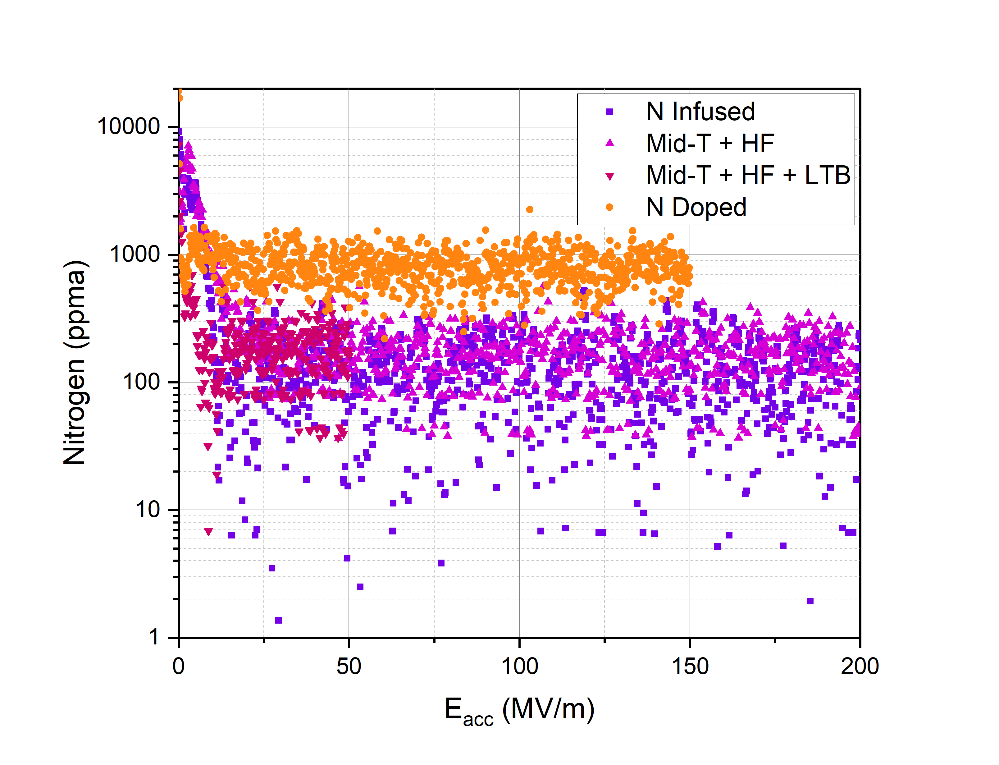 N Infused
Mid-T + HF
Mid-T + HF + LTB
N Doped
Nitrogen (ppma)
10000
1000
100
10
1
0 50 100 150 200
Eacc (MV/m)